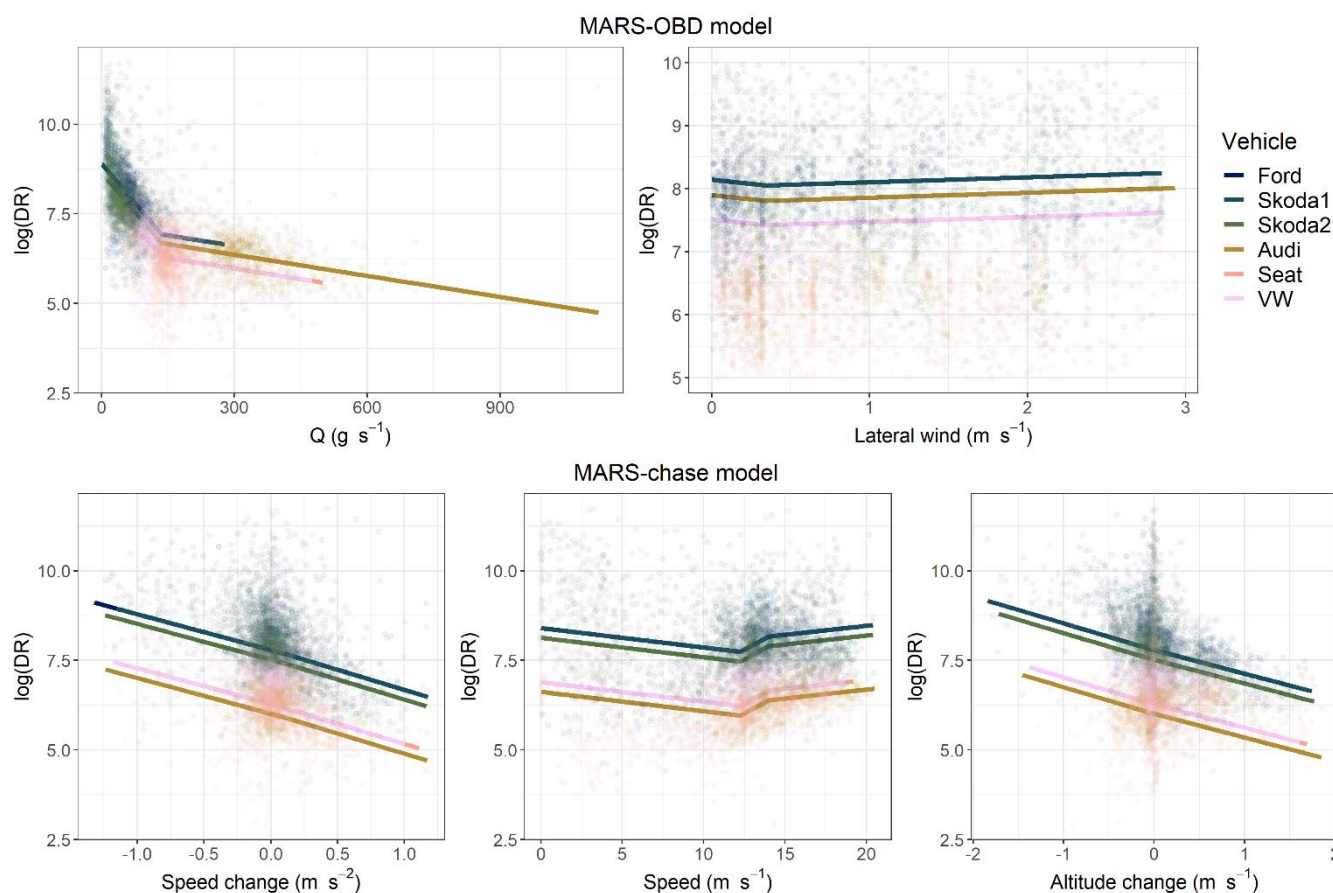 MARS-OBD model
log(DR)
10.0
7.5
5.0
2.5
0 300 600 900
Q (g s⁻¹)
log(DR)
10
9
8
7
6
5
0 1 2 3
Lateral wind (m s⁻¹)
Vehicle
Ford
Skoda1
Skoda2
Audi
Seat
VW
MARS-chase model
log(DR)
10.0
7.5
5.0
2.5
-1.0 -0.5 0.0 0.5 1.0
Speed change (m s⁻²)
log(DR)
10.0
7.5
5.0
2.5
0 5 10 15 20
Speed (m s⁻¹)
log(DR)
10.0
7.5
5.0
2.5
-2 -1 0 1 2
Altitude change (m s⁻¹)